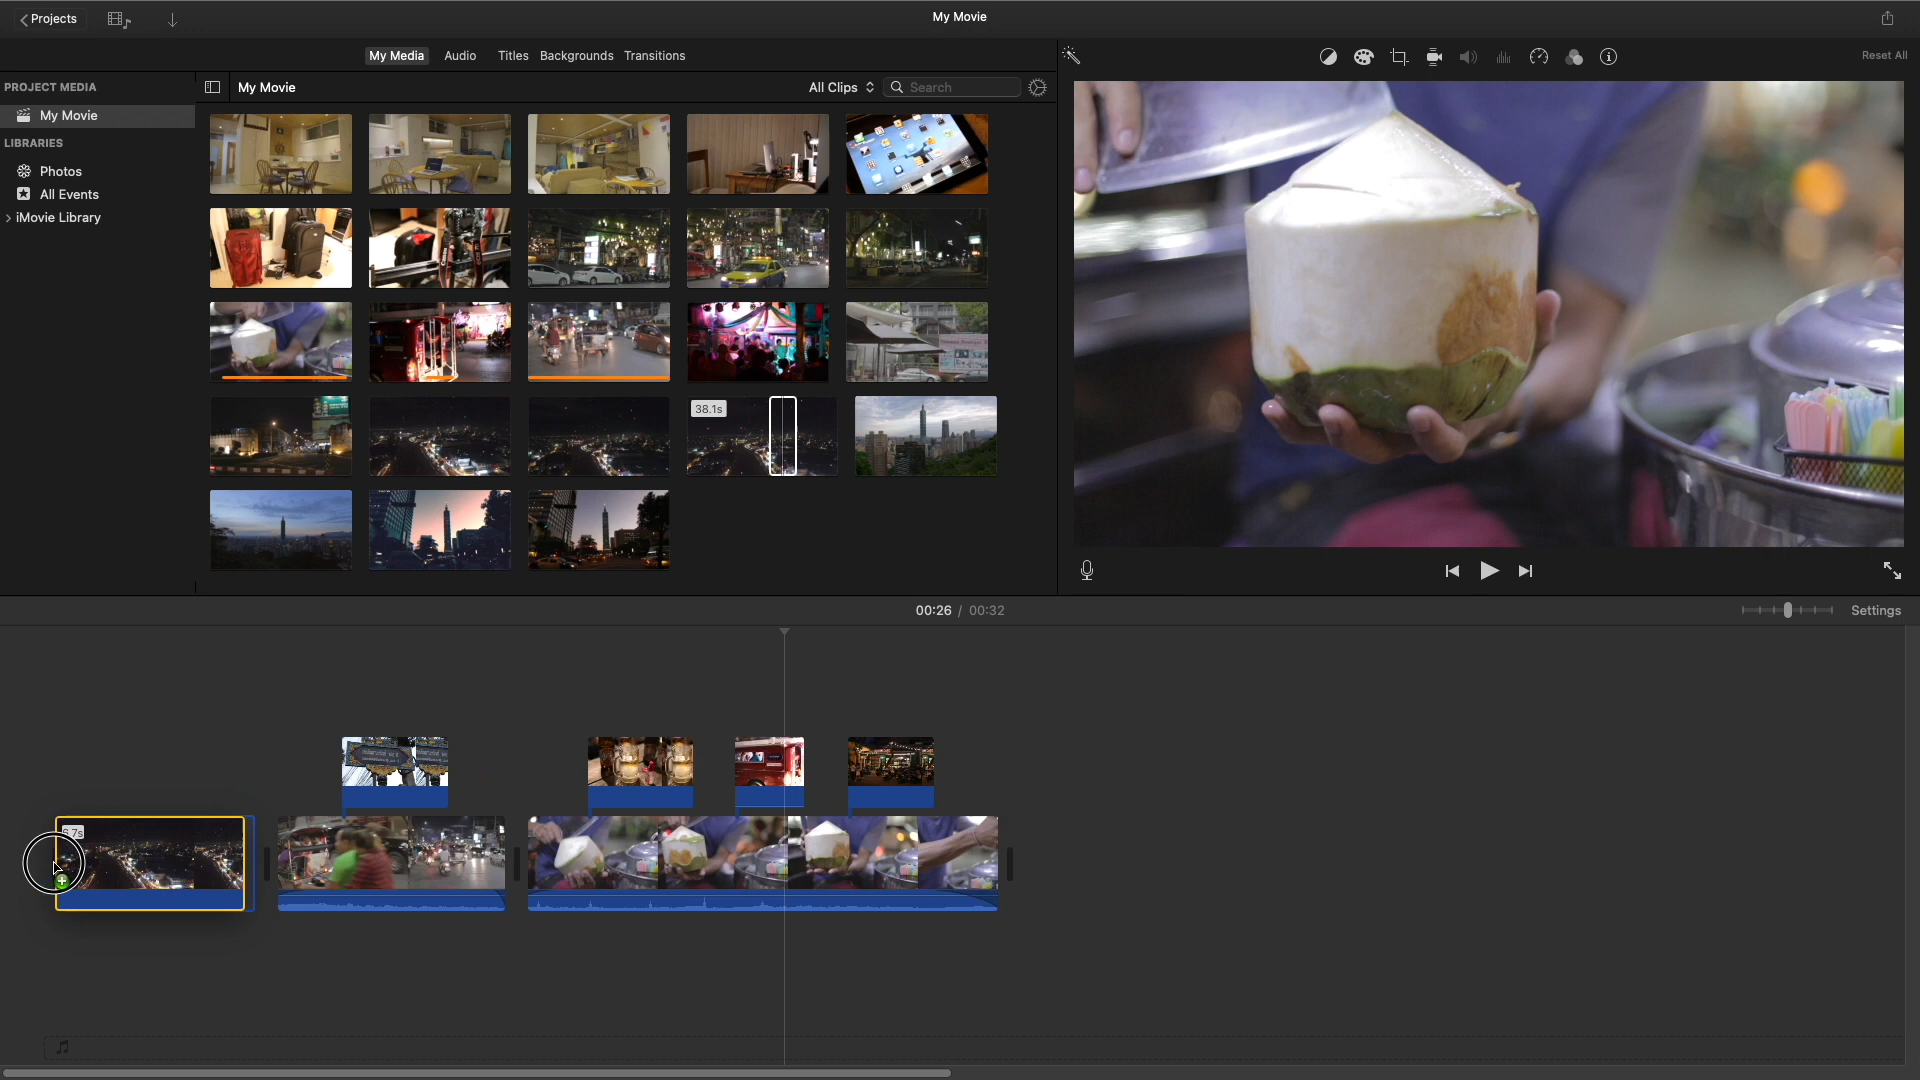 Projects
My Movie
My Media
Audio
Titles
Backgrounds
Transitions
Reset All
PROJECT MEDIA
My Movie
All Clips
Search
My Movie
LIBRARIES
Photos
All Events
iMovie Library
38.1s
00:26 / 00:32
Settings